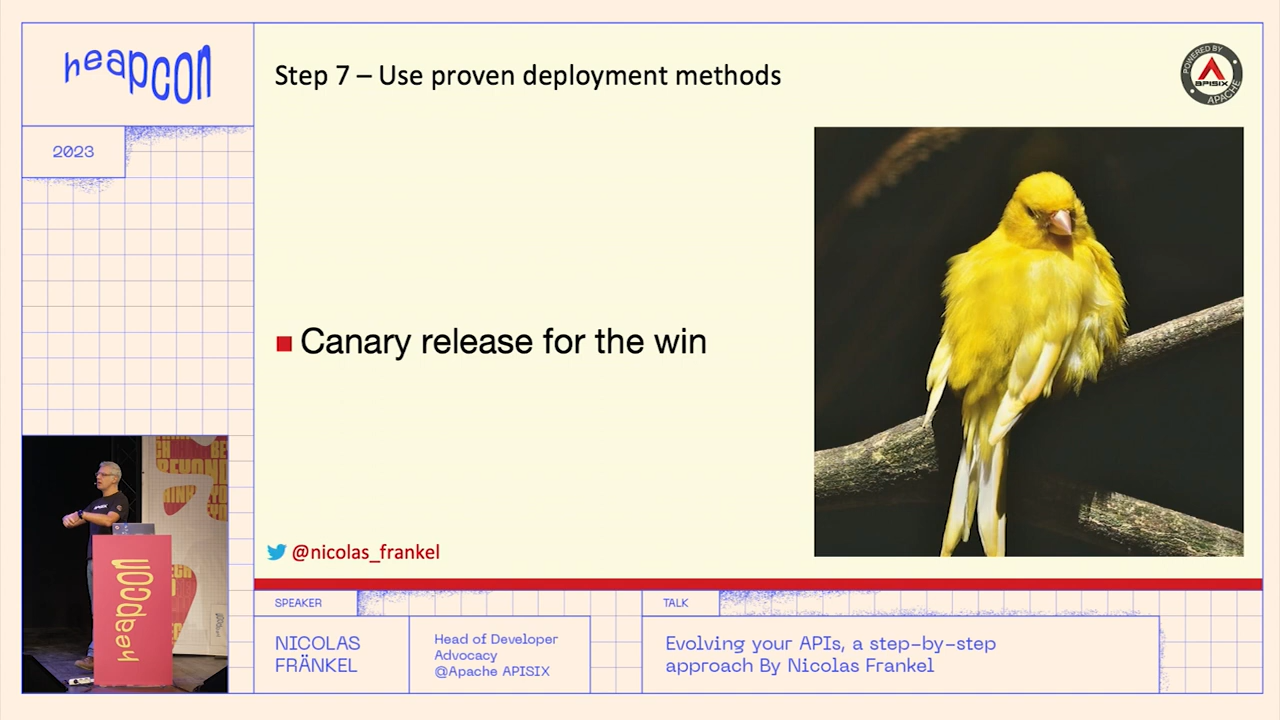 heapcon
2023
Step 7 – Use proven deployment methods
POWERED BY
APISIX
APACHE
Canary release for the win
@nicolas_frankel
heapcon
SPEAKER
NICOLAS
FRÄNKEL
Head of Developer
Advocacy
@Apache APISIX
TALK
Evolving your APIs, a step-by-step
approach By Nicolas Frankel